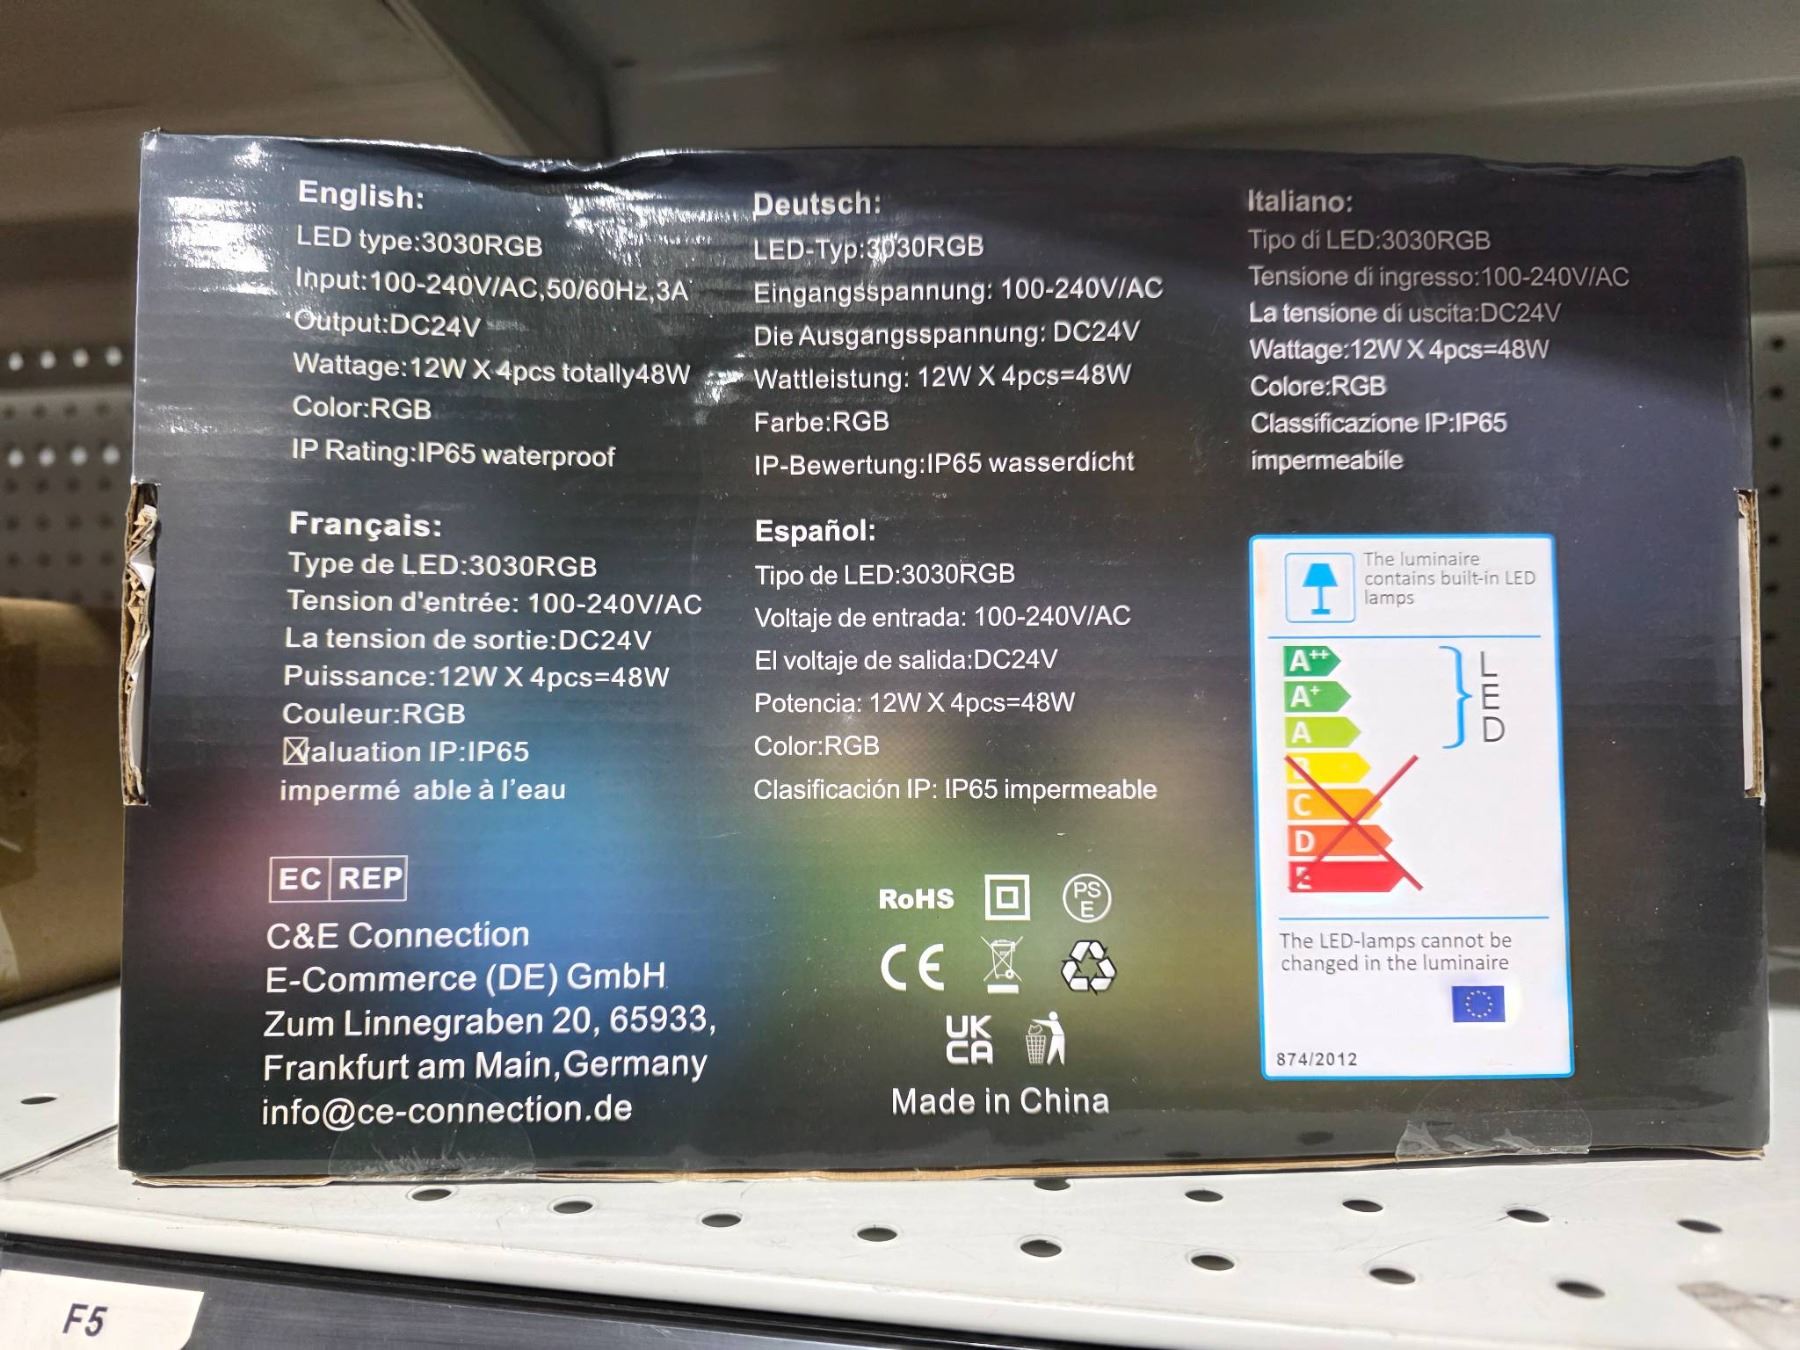 English:
LED type:3030RGB
Input:100-240V/AC,50/60Hz,3A
Output:DC24V
Wattage:12W X 4pcs totally48W
Color:RGB
IP Rating:IP65 waterproof
Deutsch:
LED-Typ:3030RGB
Eingangsspannung: 100-240V/AC
Die Ausgangsspannung: DC24V
Wattleistung: 12W X 4pcs=48W
Farbe:RGB
IP-Bewertung:IP65 wasserdicht
Italiano:
Tipo di LED:3030RGB
Tensione di ingresso:100-240V/AC
La tensione di uscita:DC24V
Wattage:12W X 4pcs=48W
Colore:RGB
Classificazione IP:IP65
impermeabile
Français:
Type de LED:3030RGB
Tension d'entrée: 100-240V/AC
La tension de sortie:DC24V
Puissance:12W X 4pcs=48W
Couleur:RGB
☒valuation IP:IP65
impermé able à l'eau
Español:
Tipo de LED:3030RGB
Voltaje de entrada: 100-240V/AC
El voltaje de salida:DC24V
Potencia: 12W X 4pcs=48W
Color:RGB
Clasificación IP: IP65 impermeable
The luminaire
contains built-in LED
lamps
A++
A+
A
B
C
D
E
LED
The LED-lamps cannot be
changed in the luminaire
874/2012
EC REP
C&E Connection
E-Commerce (DE) GmbH
Zum Linnegraben 20, 65933,
Frankfurt am Main,Germany
info@ce-connection.de
RoHS
PS
E
CE
UK
CA
Made in China
F5